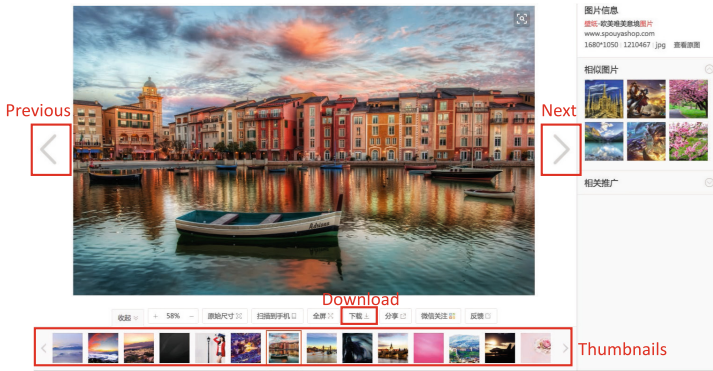 图片信息
壁纸-欧美唯美意境图片
www.spouyashop.com
1680*1050 1210467 jpg 查看原图
相似图片
Previous
Next
相关推广
Adriana
Download
收起 + 58% - 原始尺寸 扫描到手机 全屏 下载 分享 微信关注 反馈
Thumbnails